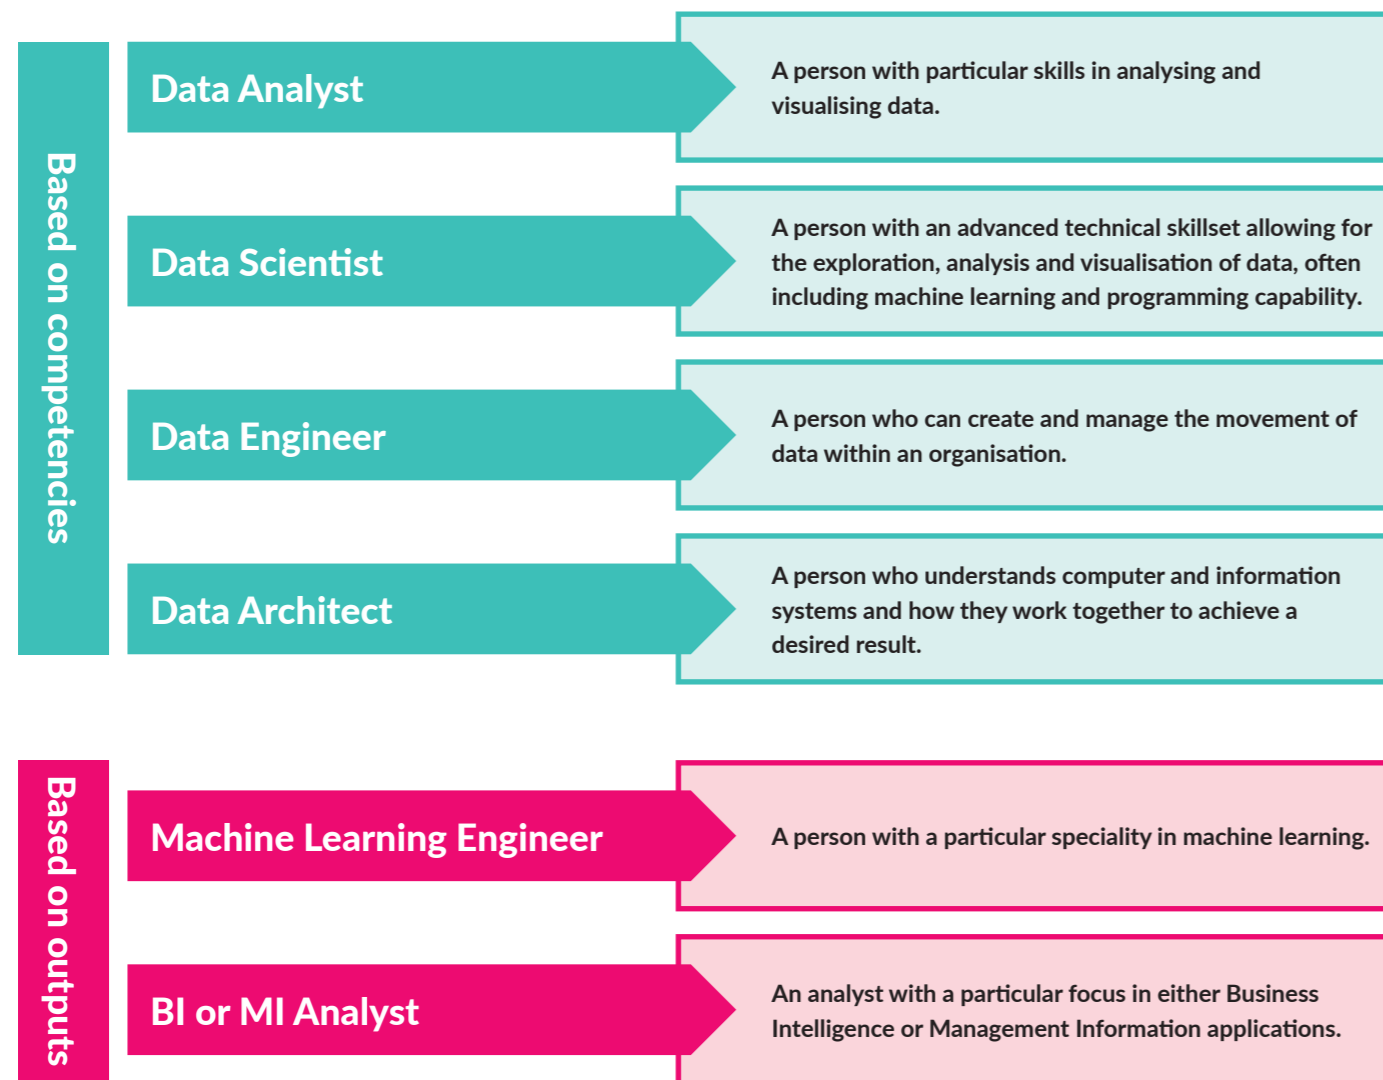 Based on competencies
Data Analyst
A person with particular skills in analysing and
visualising data.
Data Scientist
A person with an advanced technical skillset allowing for
the exploration, analysis and visualisation of data, often
including machine learning and programming capability.
Data Engineer
A person who can create and manage the movement of
data within an organisation.
Data Architect
A person who understands computer and information
systems and how they work together to achieve a
desired result.
Based on outputs
Machine Learning Engineer
A person with a particular speciality in machine learning.
BI or MI Analyst
An analyst with a particular focus in either Business
Intelligence or Management Information applications.